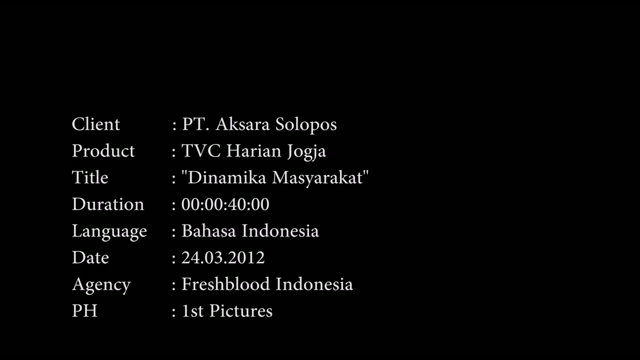 Client : PT. Aksara Solopos
Product : TVC Harian Jogja
Title : "Dinamika Masyarakat"
Duration : 00:00:40:00
Language : Bahasa Indonesia
Date : 24.03.2012
Agency : Freshblood Indonesia
PH : 1st Pictures